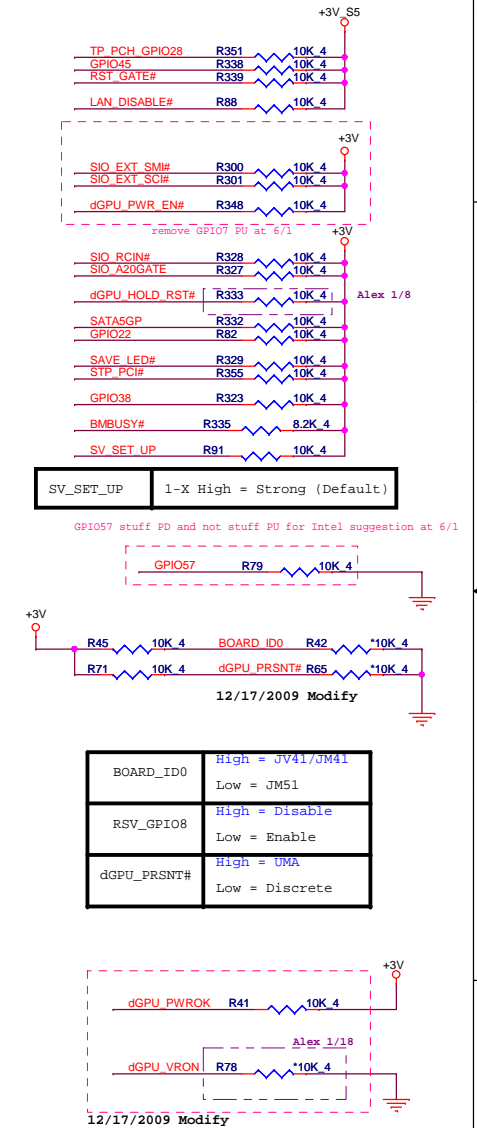 +3V_S5
TP_PCH_GPIO28 R351 10K_4
GPIO45 R338 10K_4
RST_GATE# R339 10K_4
LAN_DISABLE# R88 10K_4
+3V
SIO_EXT_SMI# R300 10K_4
SIO_EXT_SCI# R301 10K_4
dGPU_PWR_EN# R348 10K_4
remove GPIO7 PU at 6/1
+3V
SIO_RCIN# R328 10K_4
SIO_A20GATE R327 10K_4
dGPU_HOLD_RST# R333 10K_4 Alex 1/8
SATA5GP R332 10K_4
GPIO22 R82 10K_4
SAVE_LED# R329 10K_4
STP_PCI# R355 10K_4
GPIO38 R323 10K_4
BMBUSY# R335 8.2K_4
SV_SET_UP R91 10K_4
SV_SET_UP 1-X High = Strong (Default)
GPIO57 stuff PD and not stuff PU for Intel suggestion at 6/1
GPIO57 R79 10K_4
+3V
R45 10K_4 BOARD_ID0 R42 *10K_4
R71 10K_4 dGPU_PRSNT# R65 *10K_4
12/17/2009 Modify
BOARD_ID0 High = JV41/JM41
Low = JM51
RSV_GPIO8 High = Disable
Low = Enable
dGPU_PRSNT# High = UMA
Low = Discrete
+3V
dGPU_PWROK R41 10K_4
Alex 1/18
dGPU_VRON R78 *10K_4
12/17/2009 Modify